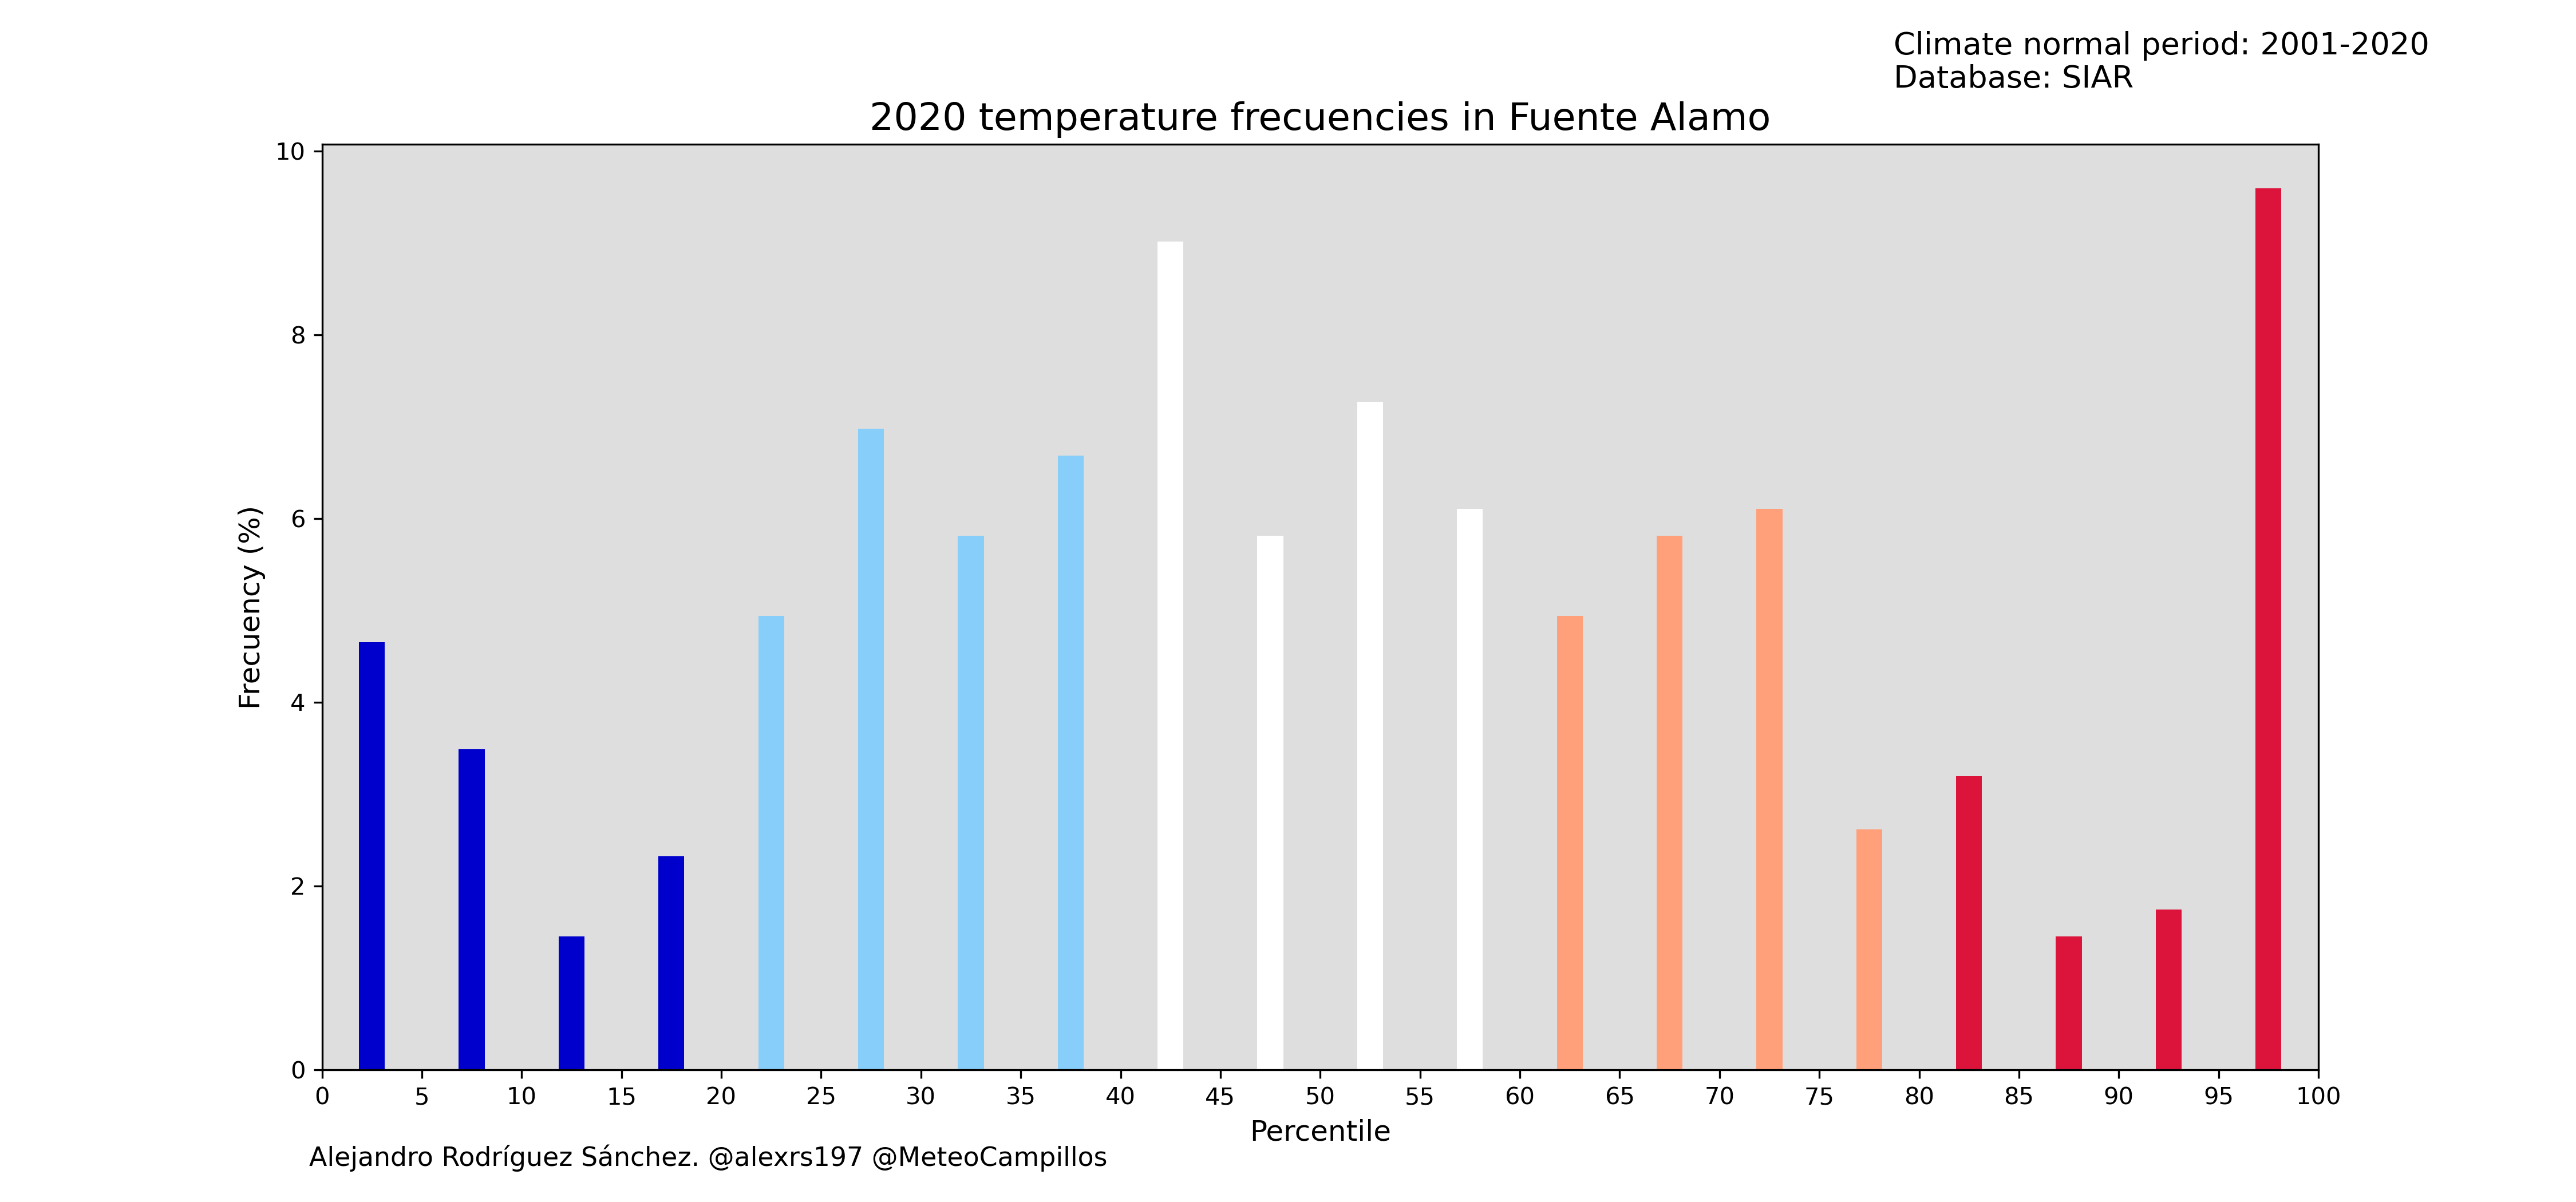 Climate normal period: 2001-2020
Database: SIAR
2020 temperature frecuencies in Fuente Alamo
10
8
6
4
2
0
Frecuency (%)
0 5 10 15 20 25 30 35 40 45 50 55 60 65 70 75 80 85 90 95 100
Percentile
Alejandro Rodríguez Sánchez. @alexrs197 @MeteoCampillos